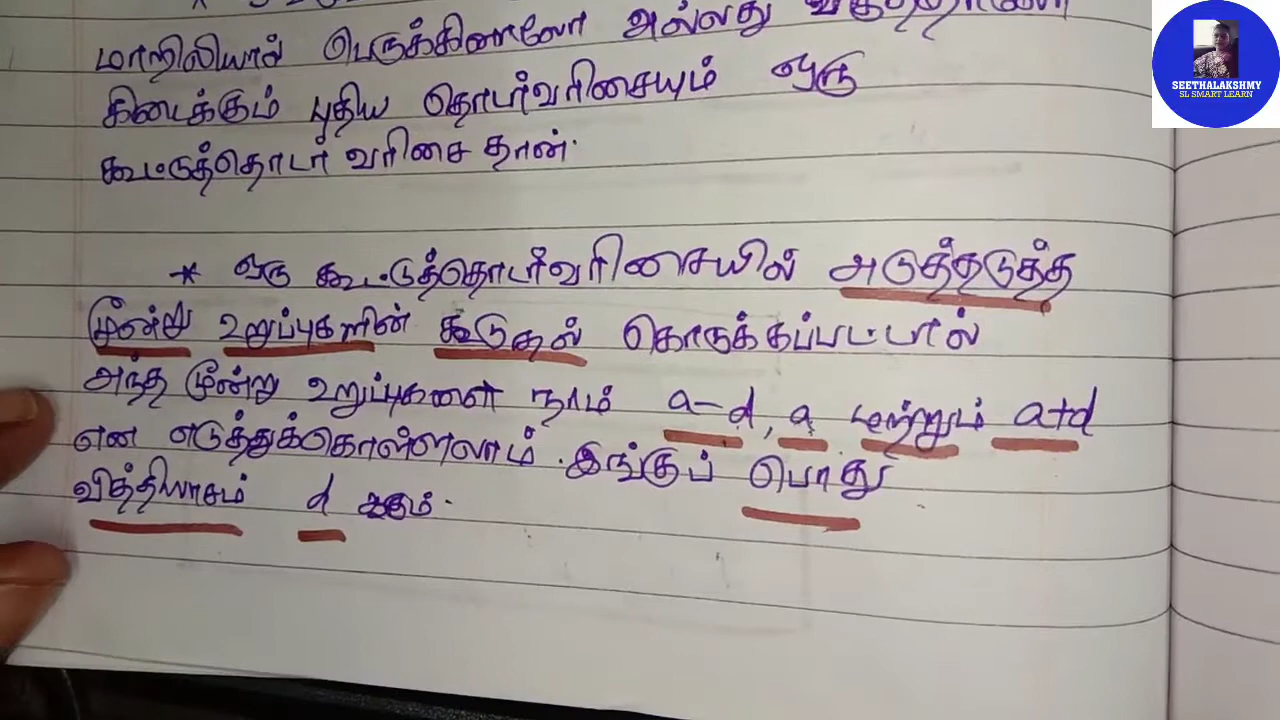 மாறிலியால் பெருக்கினாலோ அல்லது
கிடைக்கும் புதிய தொடர்வரிசையும் ஒரு
கூட்டுத்தொடர் வரிசை தான்.
* ஒரு கூட்டுத்தொடர்வரிசையில் அடுத்தடுத்த
மூன்று உறுப்புகளின் கூடுதல் கொடுக்கப்பட்டால்
அந்த மூன்று உறுப்புகளை நாம் a-d, a மற்றும் a+d
என எடுத்துக்கொள்ளலாம். இங்குப் பொது
வித்தியாசம் d ஆகும்.
SEETHALAKSHMY
SL SMART LEARN